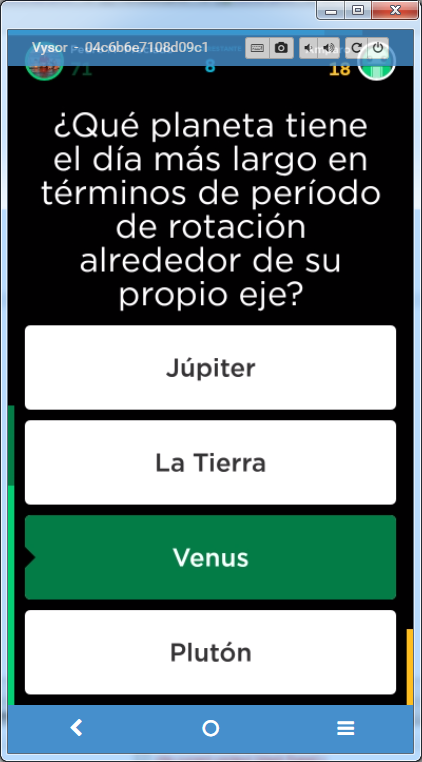 Vysor - 04c6b6e7108d09c1
71
8
18
¿Qué planeta tiene
el día más largo en
términos de período
de rotación
alrededor de su
propio eje?
Júpiter
La Tierra
Venus
Plutón